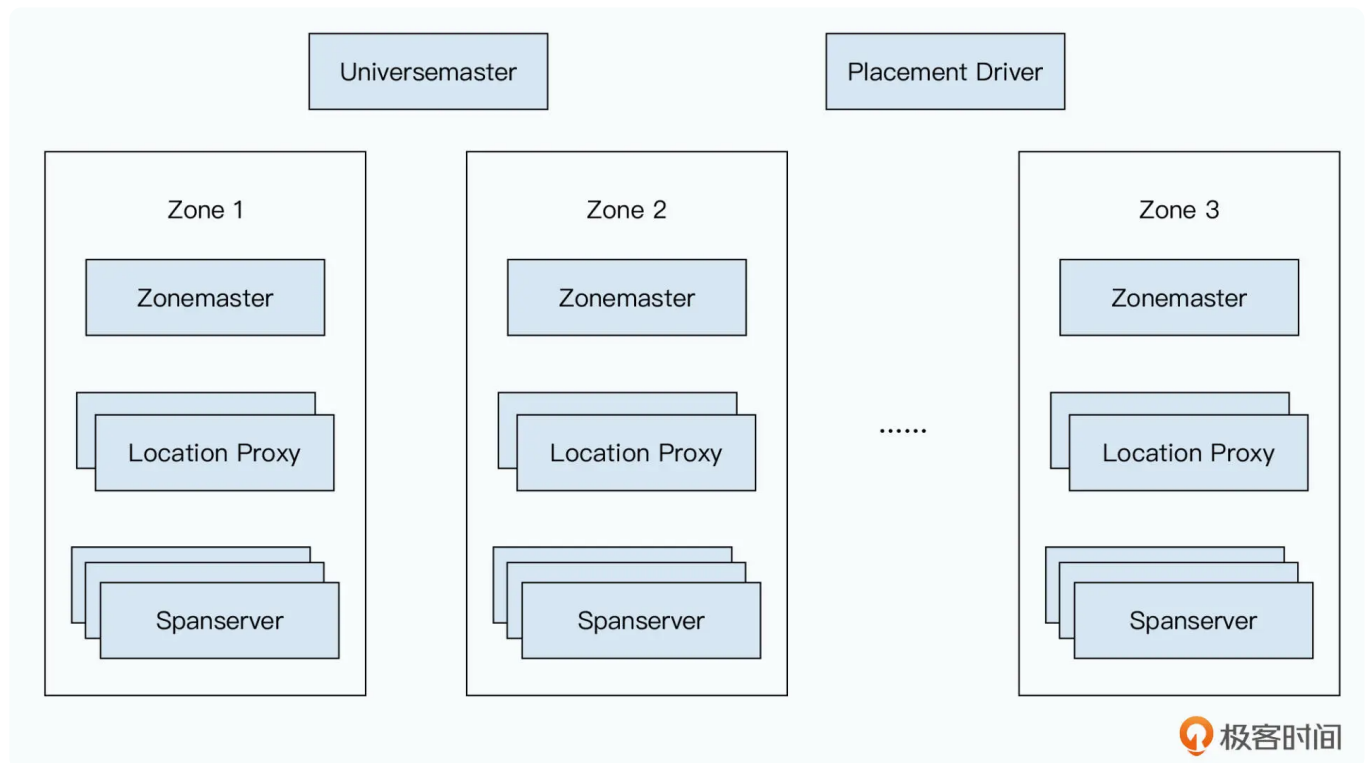 Universemaster
Placement Driver
Zone 1
Zonemaster
Location Proxy
Spanserver
Zone 2
Zonemaster
Location Proxy
Spanserver
......
Zone 3
Zonemaster
Location Proxy
Spanserver
极客时间